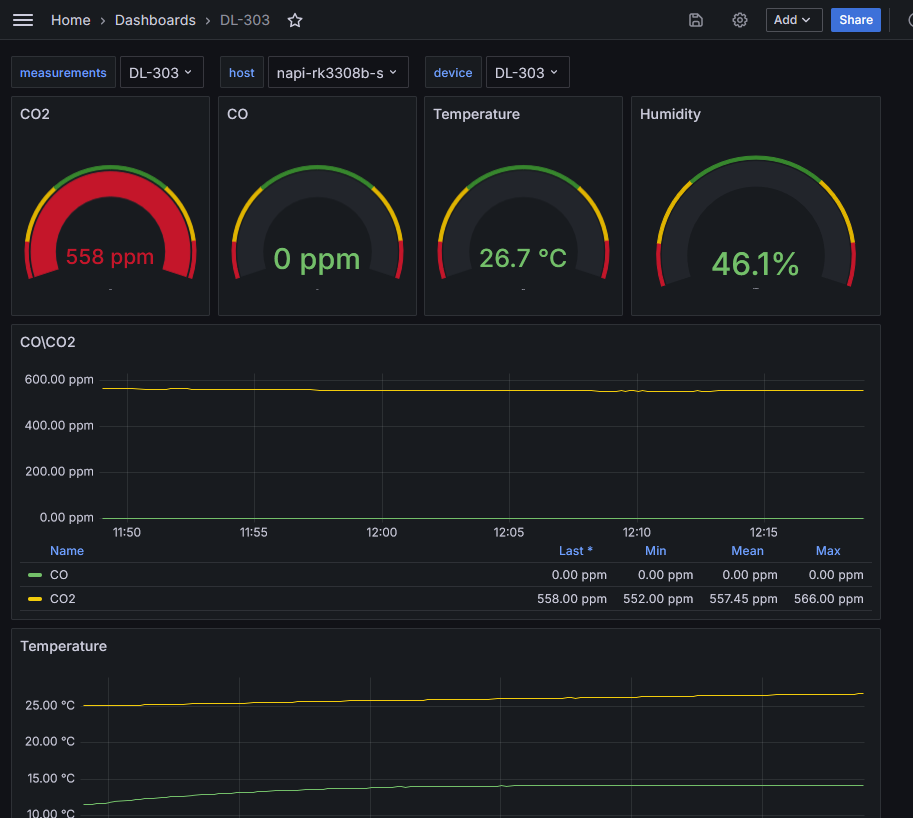 Home › Dashboards › DL-303
Add
Share
measurements DL-303 host napi-rk3308b-s device DL-303
CO2
558 ppm
-
CO
0 ppm
-
Temperature
26.7 °C
-
Humidity
46.1%
-
CO\CO2
600.00 ppm
400.00 ppm
200.00 ppm
0.00 ppm
11:50 11:55 12:00 12:05 12:10 12:15
Name Last * Min Mean Max
CO 0.00 ppm 0.00 ppm 0.00 ppm 0.00 ppm
CO2 558.00 ppm 552.00 ppm 557.45 ppm 566.00 ppm
Temperature
25.00 °C
20.00 °C
15.00 °C
10.00 °C